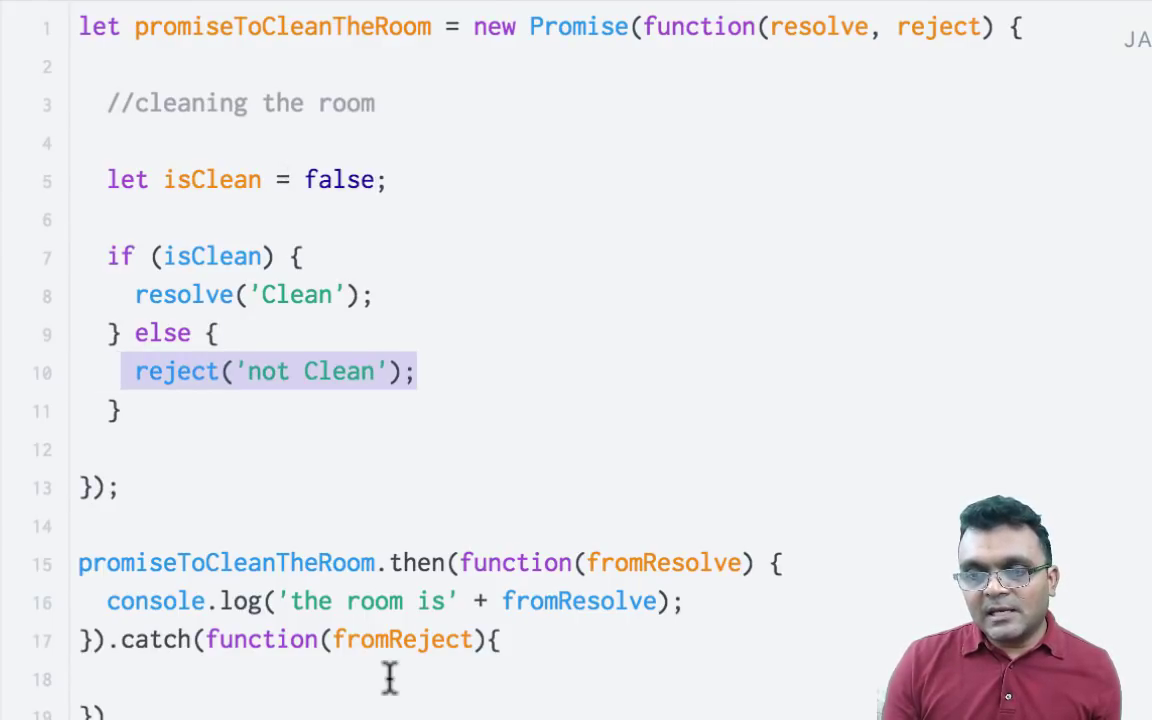 1 let promiseToCleanTheRoom = new Promise(function(resolve, reject) {
JA
2
3 //cleaning the room
4
5 let isClean = false;
6
7 if (isClean) {
8 resolve('Clean');
9 } else {
10 reject('not Clean');
11 }
12
13 });
14
15 promiseToCleanTheRoom.then(function(fromResolve) {
16 console.log('the room is' + fromResolve);
17 }).catch(function(fromReject){
18
19 })